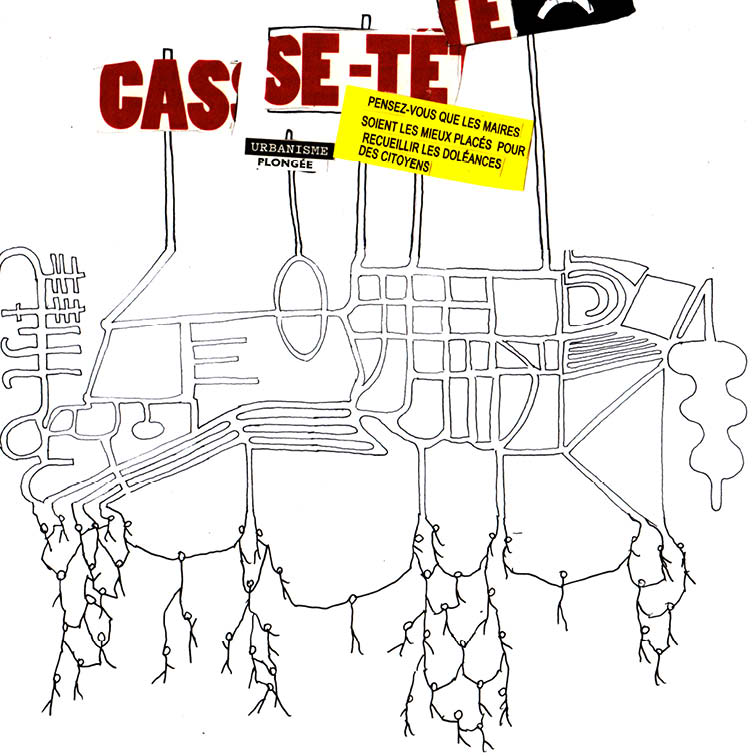 CASS
SE-TÊ
TE
URBANISME
PLONGÉE
PENSEZ-VOUS QUE LES MAIRES
SOIENT LES MIEUX PLACÉS POUR
RECUEILLIR LES DOLÉANCES
DES CITOYENS